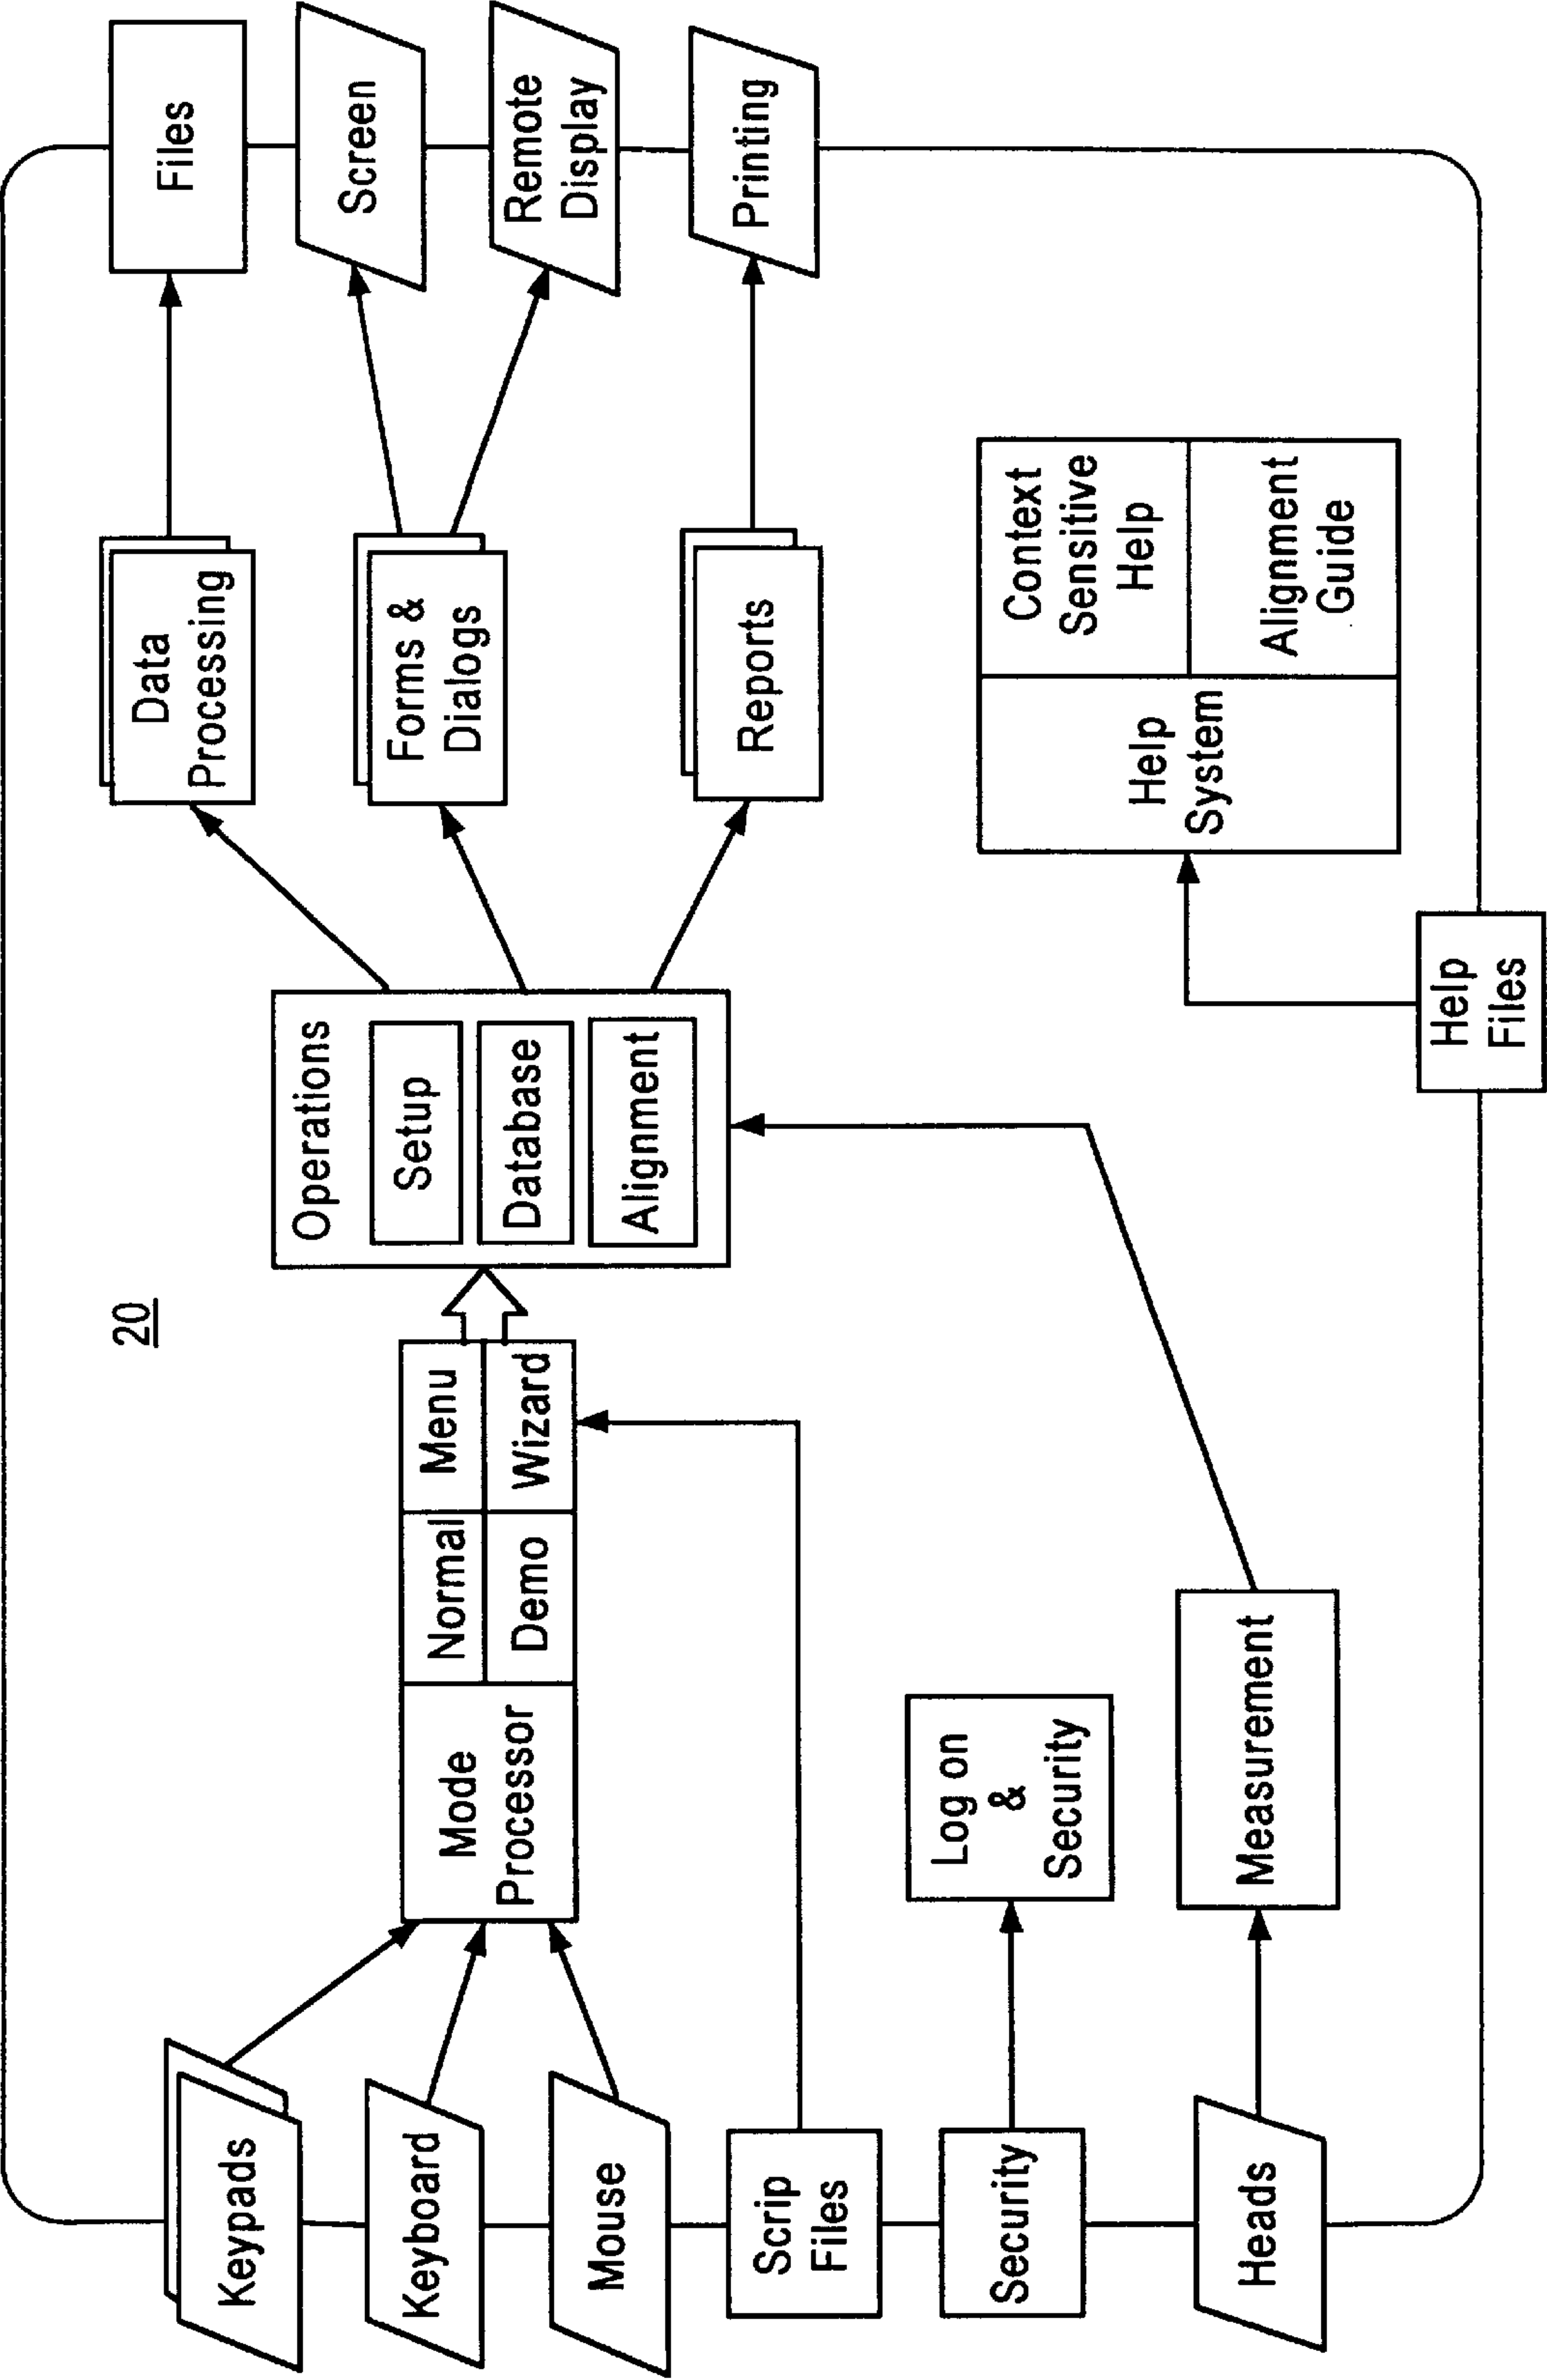 20
Keypads
Keyboard
Mouse
Scrip
Files
Security
Heads
Mode
Processor
Normal
Menu
Demo
Wizard
Log on
&
Security
Measurement
Operations
Setup
Database
Alignment
Data
Processing
Forms &
Dialogs
Reports
Files
Screen
Remote
Display
Printing
Help
System
Context
Sensitive
Help
Alignment
Guide
Help
Files